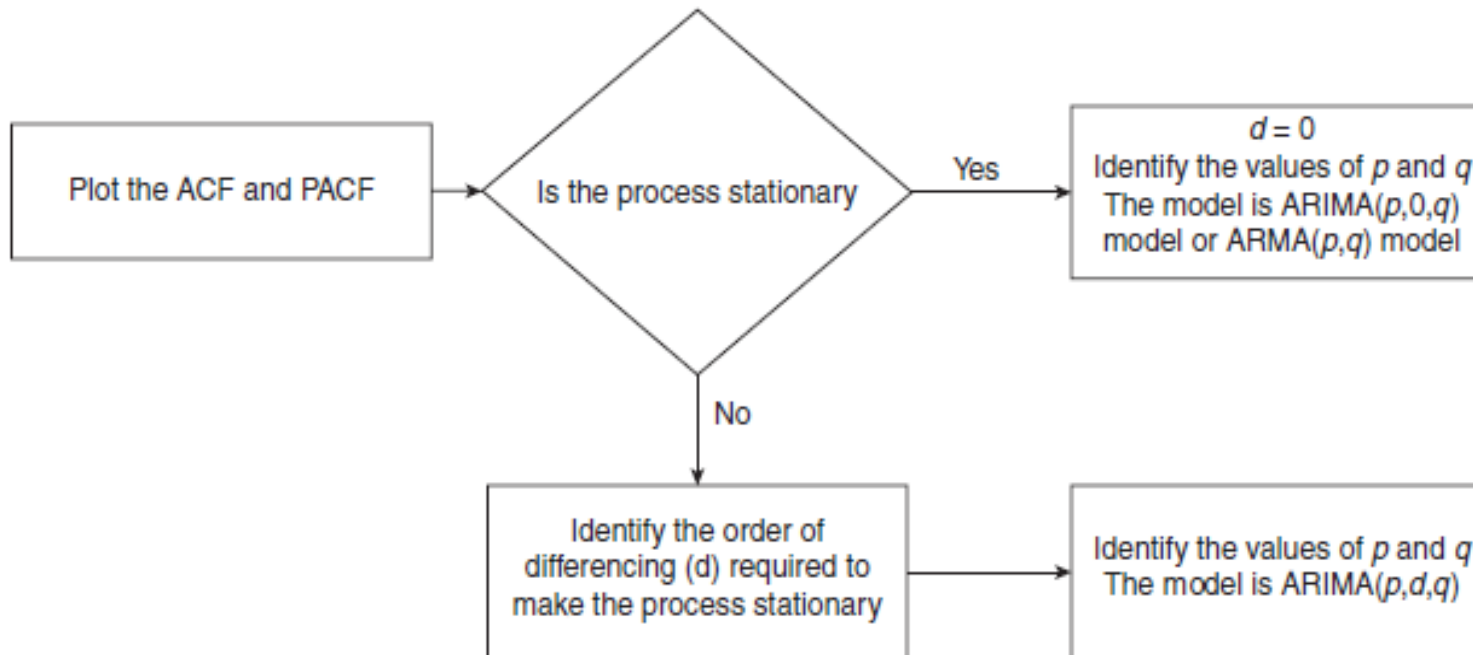 Plot the ACF and PACF
Is the process stationary
Yes
d = 0
Identify the values of p and q
The model is ARIMA(p,0,q)
model or ARMA(p,q) model
No
Identify the order of
differencing (d) required to
make the process stationary
Identify the values of p and q
The model is ARIMA(p,d,q)